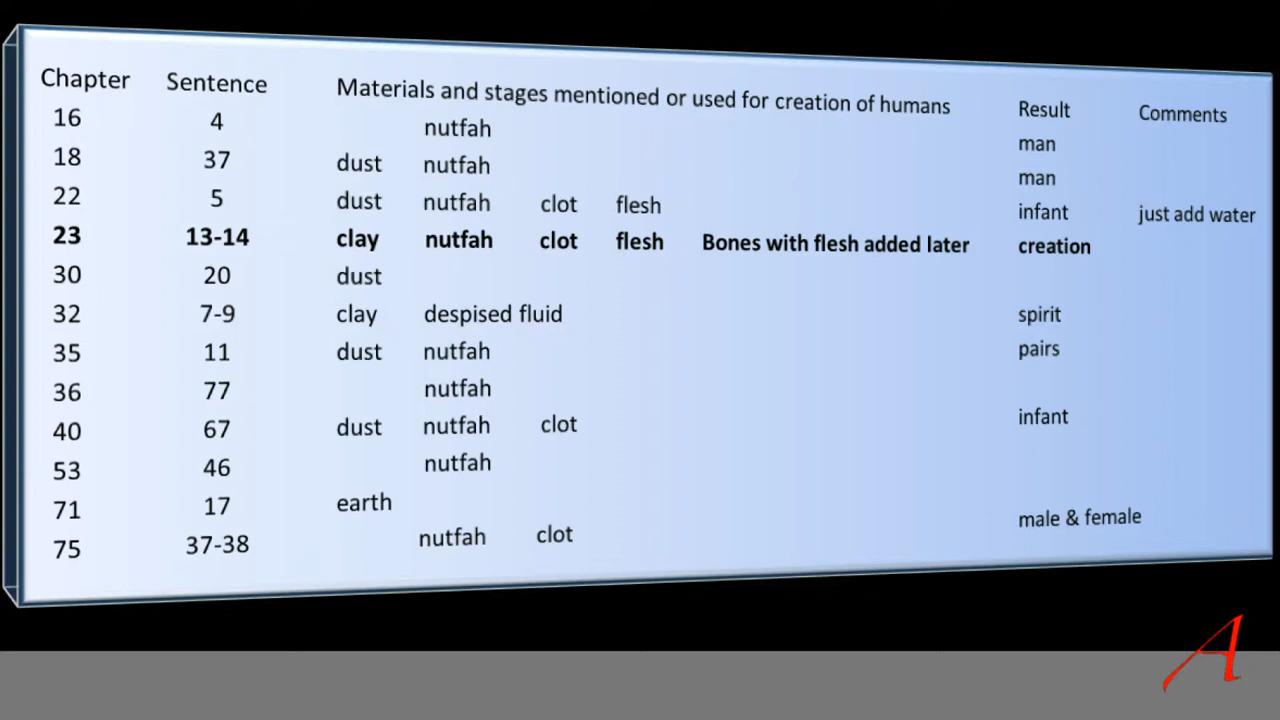 Chapter Sentence Materials and stages mentioned or used for creation of humans Result Comments
16 4 nutfah man
18 37 dust nutfah man
22 5 dust nutfah clot flesh infant just add water
23 13-14 clay nutfah clot flesh Bones with flesh added later creation
30 20 dust
32 7-9 clay despised fluid spirit
35 11 dust nutfah pairs
36 77 nutfah
40 67 dust nutfah clot infant
53 46 nutfah
71 17 earth
75 37-38 nutfah clot male & female
A